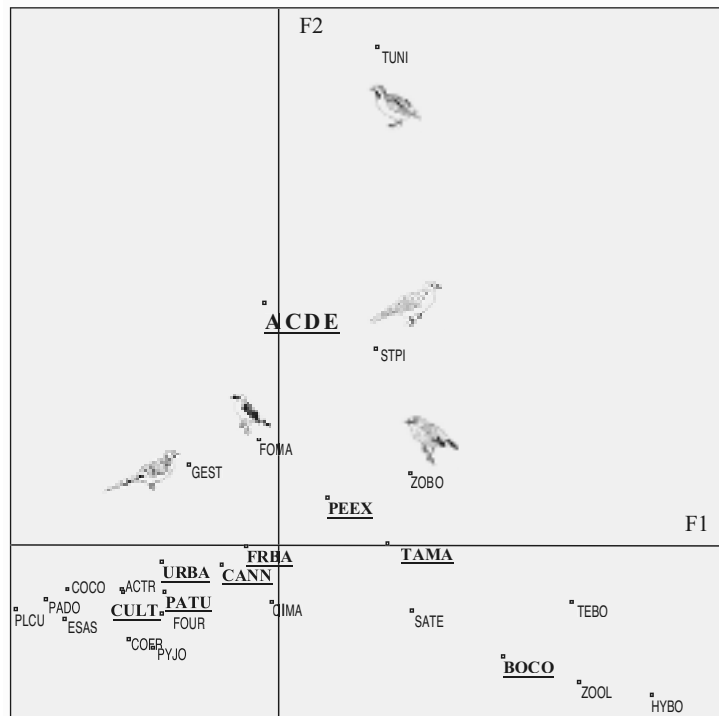 F2
TUNI
ACDE
STPI
FOMA
GEST
ZOBO
PEEX
F1
FRBA
TAMA
URBA
CANN
COCO
ACTR
PADO
CULT
PATU
CIMA
TEBO
PLCU
ESAS
FOUR
SATE
COER
PYJO
BOCO
ZOOL
HYBO